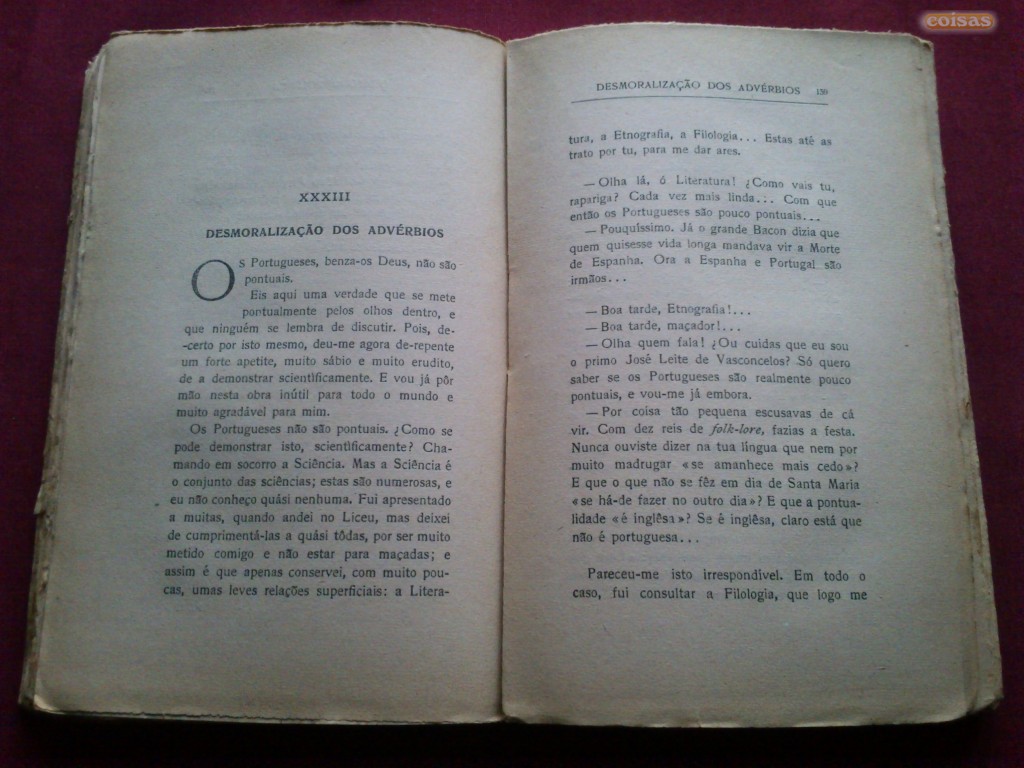 coisas
XXXIII
DESMORALIZAÇÃO DOS ADVÉRBIOS
OS Portugueses, benza-os Deus, não são
pontuais.
Eis aqui uma verdade que se mete
pontualmente pelos olhos dentro, e
que ninguém se lembra de discutir. Pois, de-
-certo por isto mesmo, deu-me agora de-repente
um forte apetite, muito sábio e muito erudito,
de a demonstrar scientìficamente. E vou já pôr
mão nesta obra inútil para todo o mundo e
muito agradável para mim.
Os Portugueses não são pontuais. ¿Como se
pode demonstrar isto, scientìficamente? Cha-
mando em socorro a Sciência. Mas a Sciência é
o conjunto das sciências; estas são numerosas, e
eu não conheço quási nenhuma. Fui apresentado
a muitas, quando andei no Liceu, mas deixei
de cumprimentá-las a quási tôdas, por ser muito
metido comigo e não estar para maçadas; e
assim é que apenas conservei, com muito pou-
cas, umas leves relações superficiais: a Litera-
DESMORALIZAÇÃO DOS ADVÉRBIOS 139
tura, a Etnografia, a Filologia... Estas até as
trato por tu, para me dar ares.
— Olha lá, ó Literatura! ¿Como vais tu,
rapariga? Cada vez mais linda... Com que
então os Portugueses são pouco pontuais...
— Pouquíssimo. Já o grande Bacon dizia que
quem quisesse vida longa mandava vir a Morte
de Espanha. Ora a Espanha e Portugal são
irmãos...
— Boa tarde, Etnografia!...
— Boa tarde, maçador!...
— Olha quem fala! ¿Ou cuidas que eu sou
o primo José Leite de Vasconcelos? Só quero
saber se os Portugueses são realmente pouco
pontuais, e vou-me já embora.
— Por coisa tão pequena escusavas de cá
vir. Com dez reis de folk-lore, fazias a festa.
Nunca ouviste dizer na tua língua que nem por
muito madrugar «se amanhece mais cedo»?
E que o que não se fêz em dia de Santa Maria
«se há-de fazer no outro dia»? E que a pontua-
lidade «é inglêsa»? Se é inglêsa, claro está que
não é portuguesa...
Pareceu-me isto irrespondível. Em todo o
caso, fui consultar a Filologia, que logo me